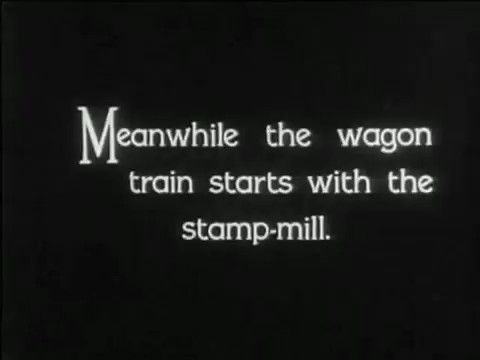 Meanwhile the wagon
train starts with the
stamp-mill.